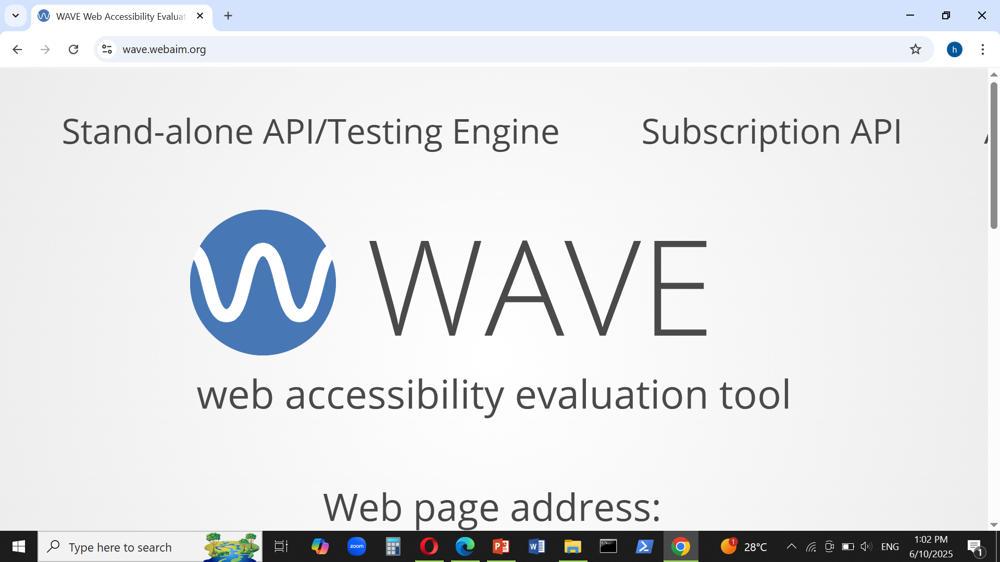 WAVE Web Accessibility Evaluat
wave.webaim.org
h
Stand-alone API/Testing Engine
Subscription API
WAVE
web accessibility evaluation tool
Web page address:
Type here to search
zoom
1
28°C
ENG
1:02 PM
6/10/2025
1